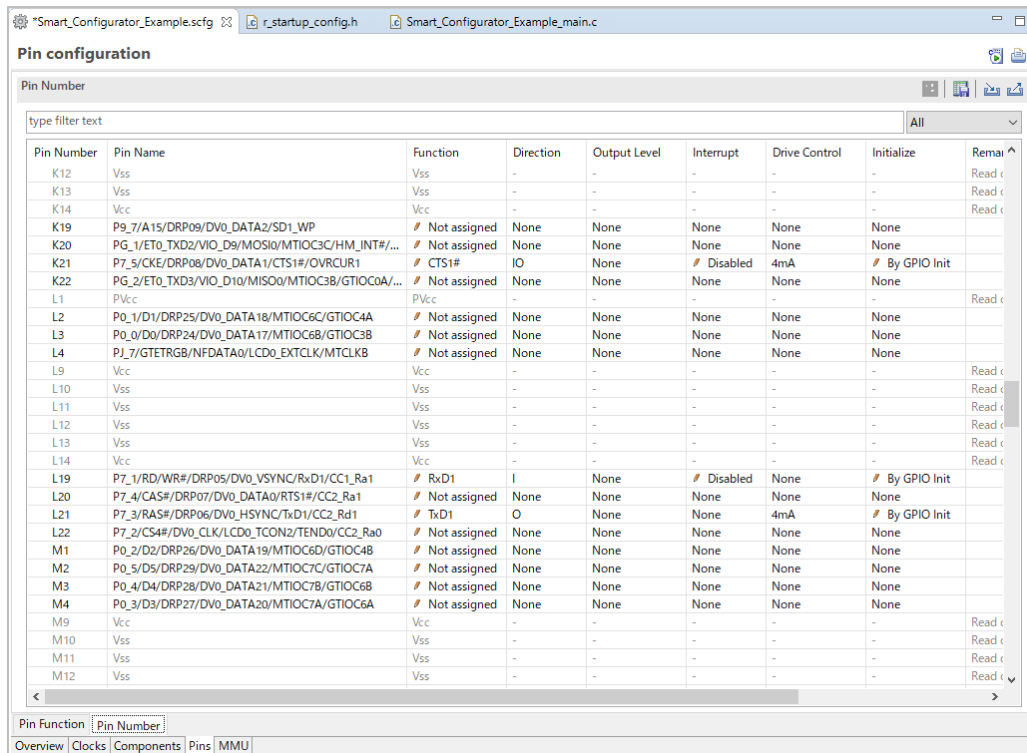 *Smart_Configurator_Example.scfg r_startup_config.h Smart_Configurator_Example_main.c
Pin configuration
Pin Number
type filter text All
Pin Number Pin Name Function Direction Output Level Interrupt Drive Control Initialize Remar
K12 Vss Vss - - - - - Read
K13 Vss Vss - - - - - Read
K14 Vcc Vcc - - - - - Read
K19 P9_7/A15/DRP09/DV0_DATA2/SD1_WP Not assigned None None None None None
K20 PG_1/ET0_TXD2/VIO_D9/MOSI0/MTIOC3C/HM_INT#/... Not assigned None None None None None
K21 P7_5/CKE/DRP08/DV0_DATA1/CTS1#/OVRCUR1 CTS1# IO None Disabled 4mA By GPIO Init
K22 PG_2/ET0_TXD3/VIO_D10/MISO0/MTIOC3B/GTIOC0A/... Not assigned None None None None None
L1 PVcc PVcc - - - - - Read
L2 P0_1/D1/DRP25/DV0_DATA18/MTIOC6C/GTIOC4A Not assigned None None None None None
L3 P0_0/D0/DRP24/DV0_DATA17/MTIOC6B/GTIOC3B Not assigned None None None None None
L4 PJ_7/GTETRGB/NFDATA0/LCD0_EXTCLK/MTCLKB Not assigned None None None None None
L9 Vcc Vcc - - - - - Read
L10 Vss Vss - - - - - Read
L11 Vss Vss - - - - - Read
L12 Vss Vss - - - - - Read
L13 Vss Vss - - - - - Read
L14 Vcc Vcc - - - - - Read
L19 P7_1/RD/WR#/DRP05/DV0_VSYNC/RxD1/CC1_Ra1 RxD1 I None Disabled None By GPIO Init
L20 P7_4/CAS#/DRP07/DV0_DATA0/RTS1#/CC2_Ra1 Not assigned None None None None None
L21 P7_3/RAS#/DRP06/DV0_HSYNC/TxD1/CC2_Rd1 TxD1 O None None 4mA By GPIO Init
L22 P7_2/CS4#/DV0_CLK/LCD0_TCON2/TEND0/CC2_Ra0 Not assigned None None None None None
M1 P0_2/D2/DRP26/DV0_DATA19/MTIOC6D/GTIOC4B Not assigned None None None None None
M2 P0_5/D5/DRP29/DV0_DATA22/MTIOC7C/GTIOC7A Not assigned None None None None None
M3 P0_4/D4/DRP28/DV0_DATA21/MTIOC7B/GTIOC6B Not assigned None None None None None
M4 P0_3/D3/DRP27/DV0_DATA20/MTIOC7A/GTIOC6A Not assigned None None None None None
M9 Vcc Vcc - - - - - Read
M10 Vss Vss - - - - - Read
M11 Vss Vss - - - - - Read
M12 Vss Vss - - - - - Read
Pin Function Pin Number
Overview Clocks Components Pins MMU